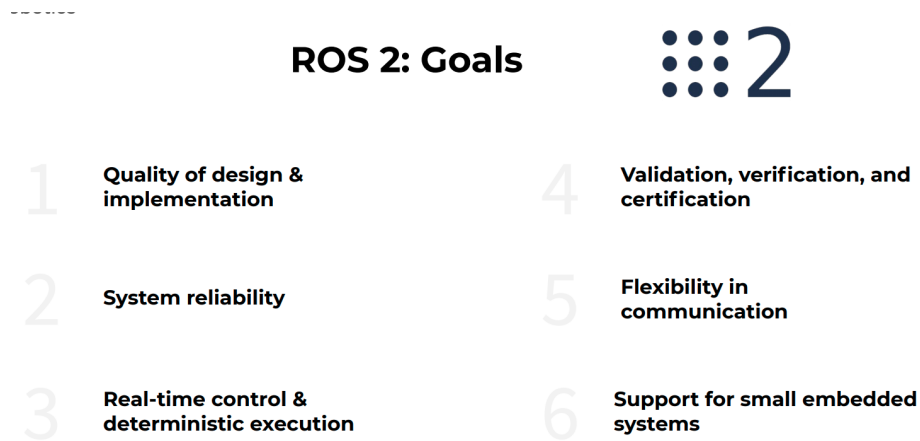 ROS 2: Goals
2
1
Quality of design &
implementation
2
System reliability
3
Real-time control &
deterministic execution
4
Validation, verification, and
certification
5
Flexibility in
communication
6
Support for small embedded
systems